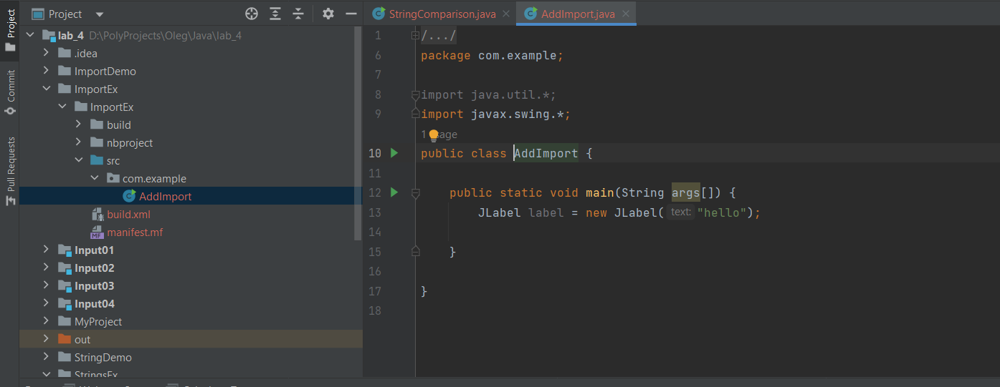 Project
Commit
Pull Requests
Project
lab_4 D:\PolyProjects\Oleg\Java\lab_4
.idea
ImportDemo
ImportEx
ImportEx
build
nbproject
src
com.example
AddImport
build.xml
MF manifest.mf
Input01
Input02
Input03
Input04
MyProject
out
StringDemo
StringsEx
StringComparison.java
AddImport.java
1 /.../
6 package com.example;
7
8 import java.util.*;
9 import javax.swing.*;
1 usage
10 public class AddImport {
11
12 public static void main(String args[]) {
13 JLabel label = new JLabel( text: "hello");
14
15 }
16
17 }
18